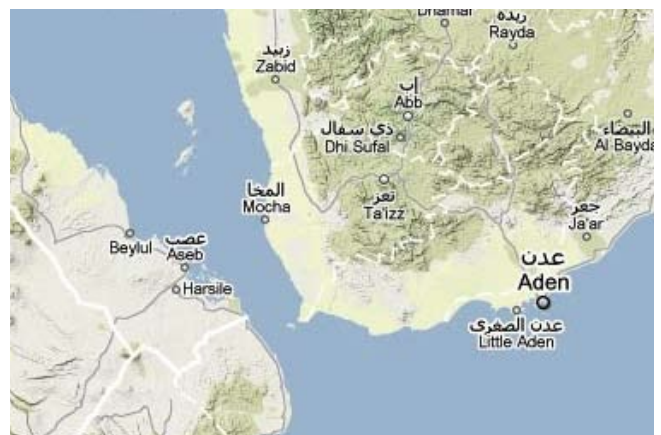 Dhamar
ريدة
Rayda
زبيد
Zabid
إب
Abb
ذي سفال
Dhi Sufal
البيضاء
Al Bayda
المخا
Mocha
تعز
Ta'izz
جعر
Ja'ar
Beylul
عصب
Aseb
Harsile
عدن
Aden
عدن الصغرى
Little Aden